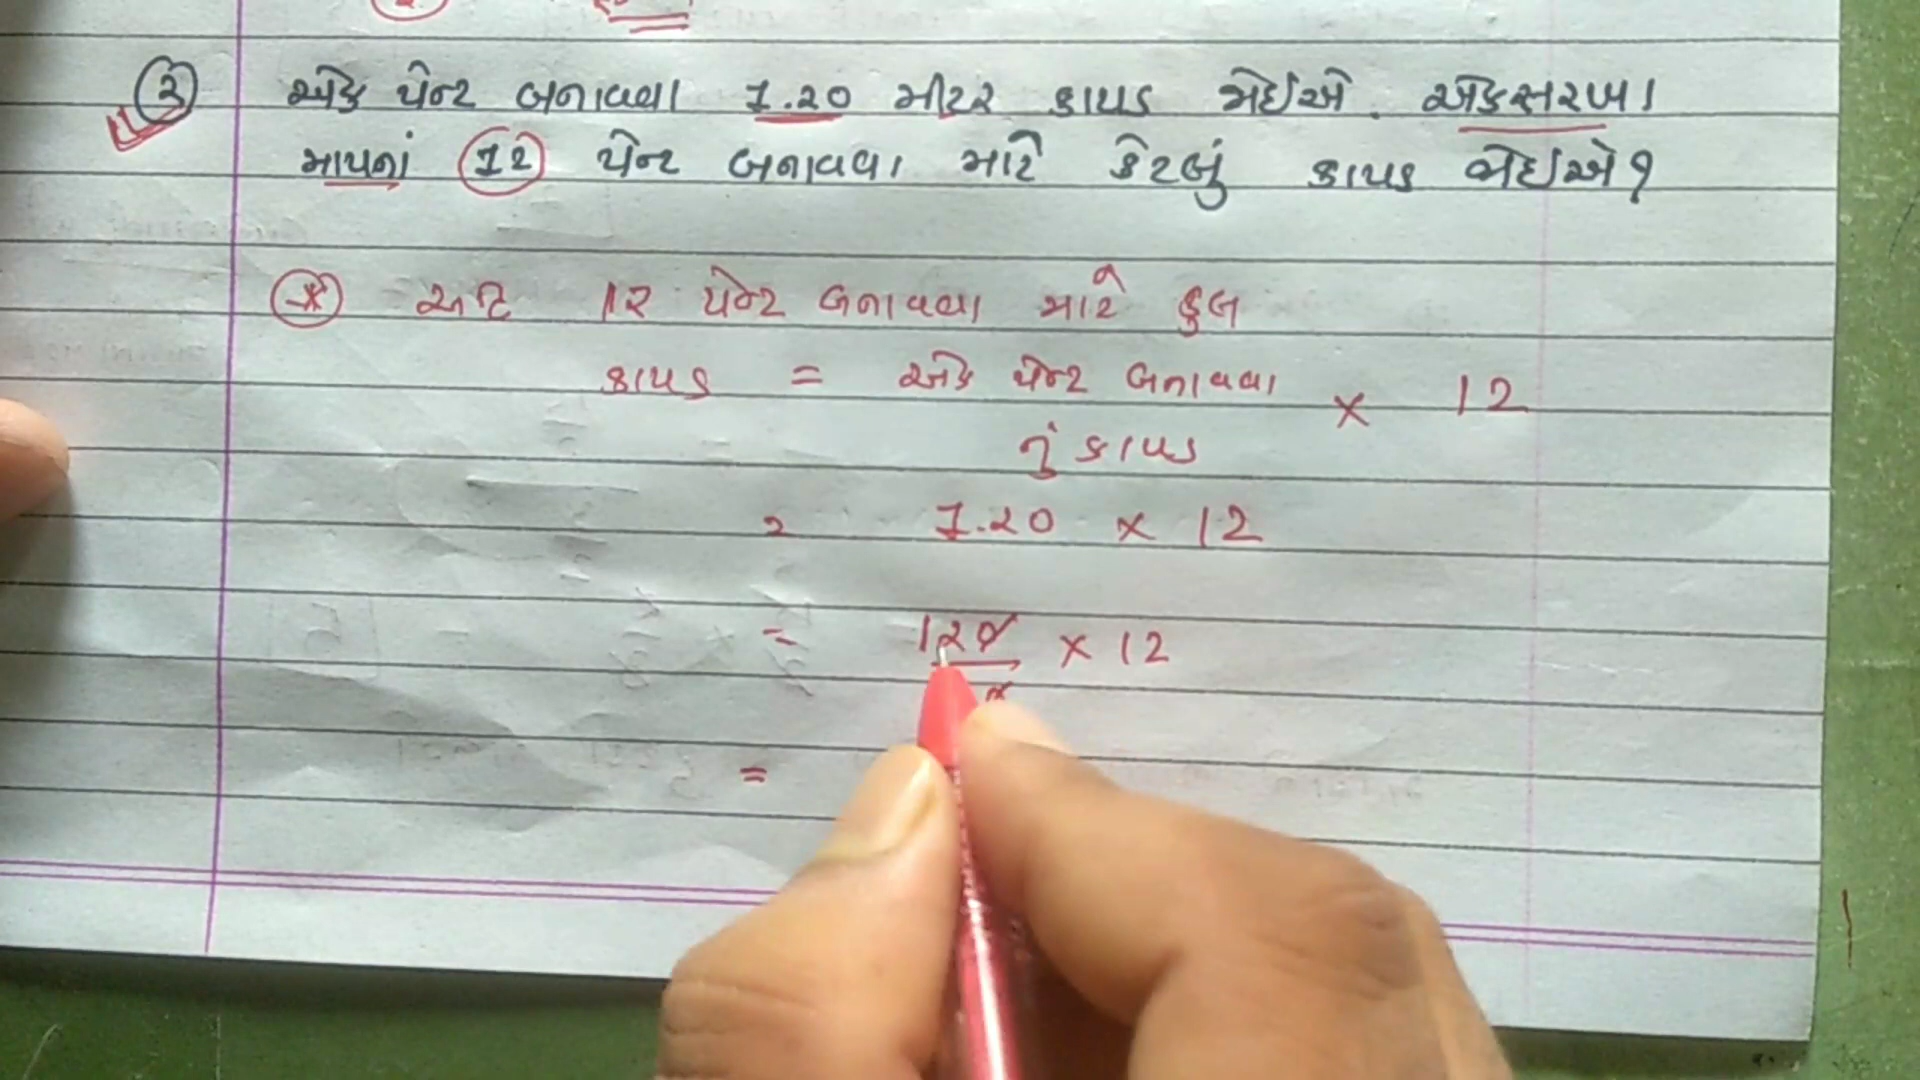 ૨ એક પેન્ટ બનાવવા 1.20 મીટર કાપડ જોઈએ. એકસરખા
માપનાં 12 પેન્ટ બનાવવા માટે કેટલું કાપડ જોઈએ ?
* અહિ 12 પેન્ટ બનાવવા માટે કુલ
કાપડ = એક પેન્ટ બનાવવા × 12
નું કાપડ
= 1.20 × 12
= 120 × 12
=